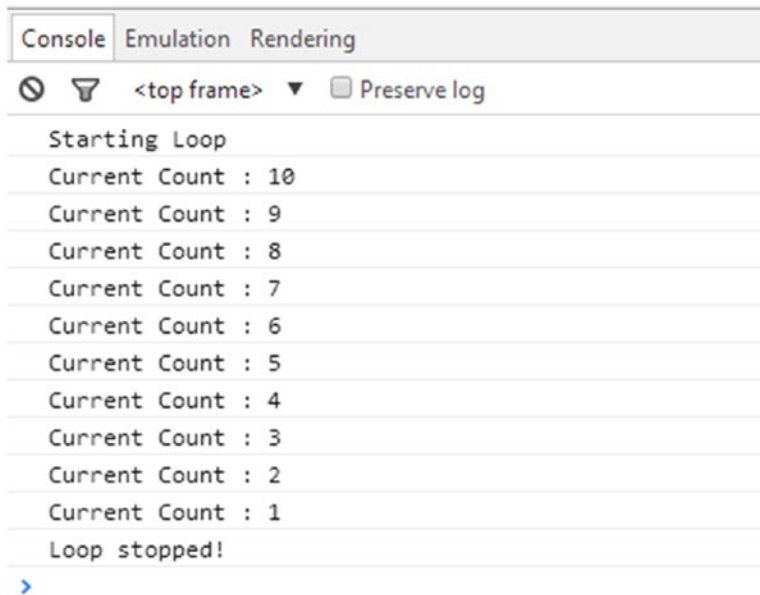 Console Emulation Rendering
<top frame> ▼ Preserve log
Starting Loop
Current Count : 10
Current Count : 9
Current Count : 8
Current Count : 7
Current Count : 6
Current Count : 5
Current Count : 4
Current Count : 3
Current Count : 2
Current Count : 1
Loop stopped!
>